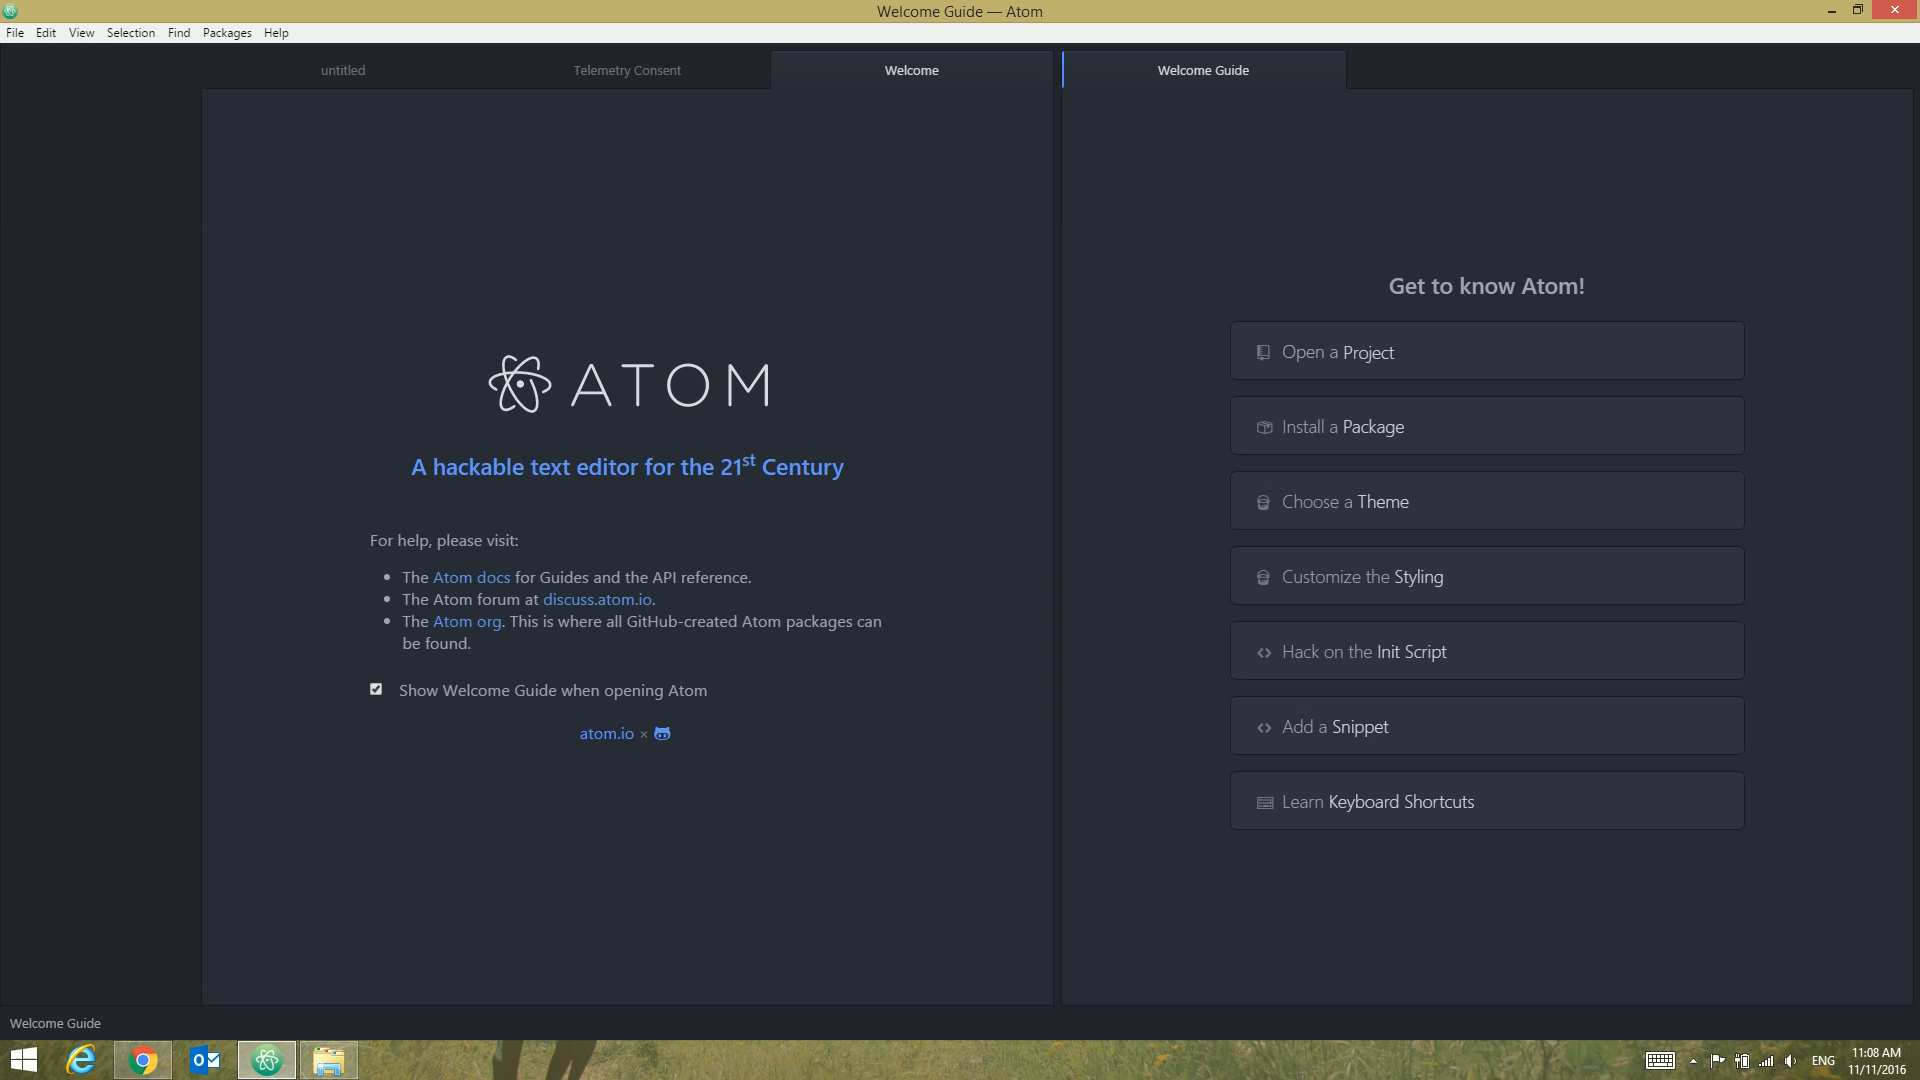 Welcome Guide — Atom
File Edit View Selection Find Packages Help
untitled Telemetry Consent Welcome Welcome Guide
ATOM
A hackable text editor for the 21st Century
For help, please visit:
The Atom docs for Guides and the API reference.
The Atom forum at discuss.atom.io.
The Atom org. This is where all GitHub-created Atom packages can
be found.
Show Welcome Guide when opening Atom
atom.io ×
Get to know Atom!
Open a Project
Install a Package
Choose a Theme
Customize the Styling
Hack on the Init Script
Add a Snippet
Learn Keyboard Shortcuts
Welcome Guide
ENG
11:08 AM
11/11/2016